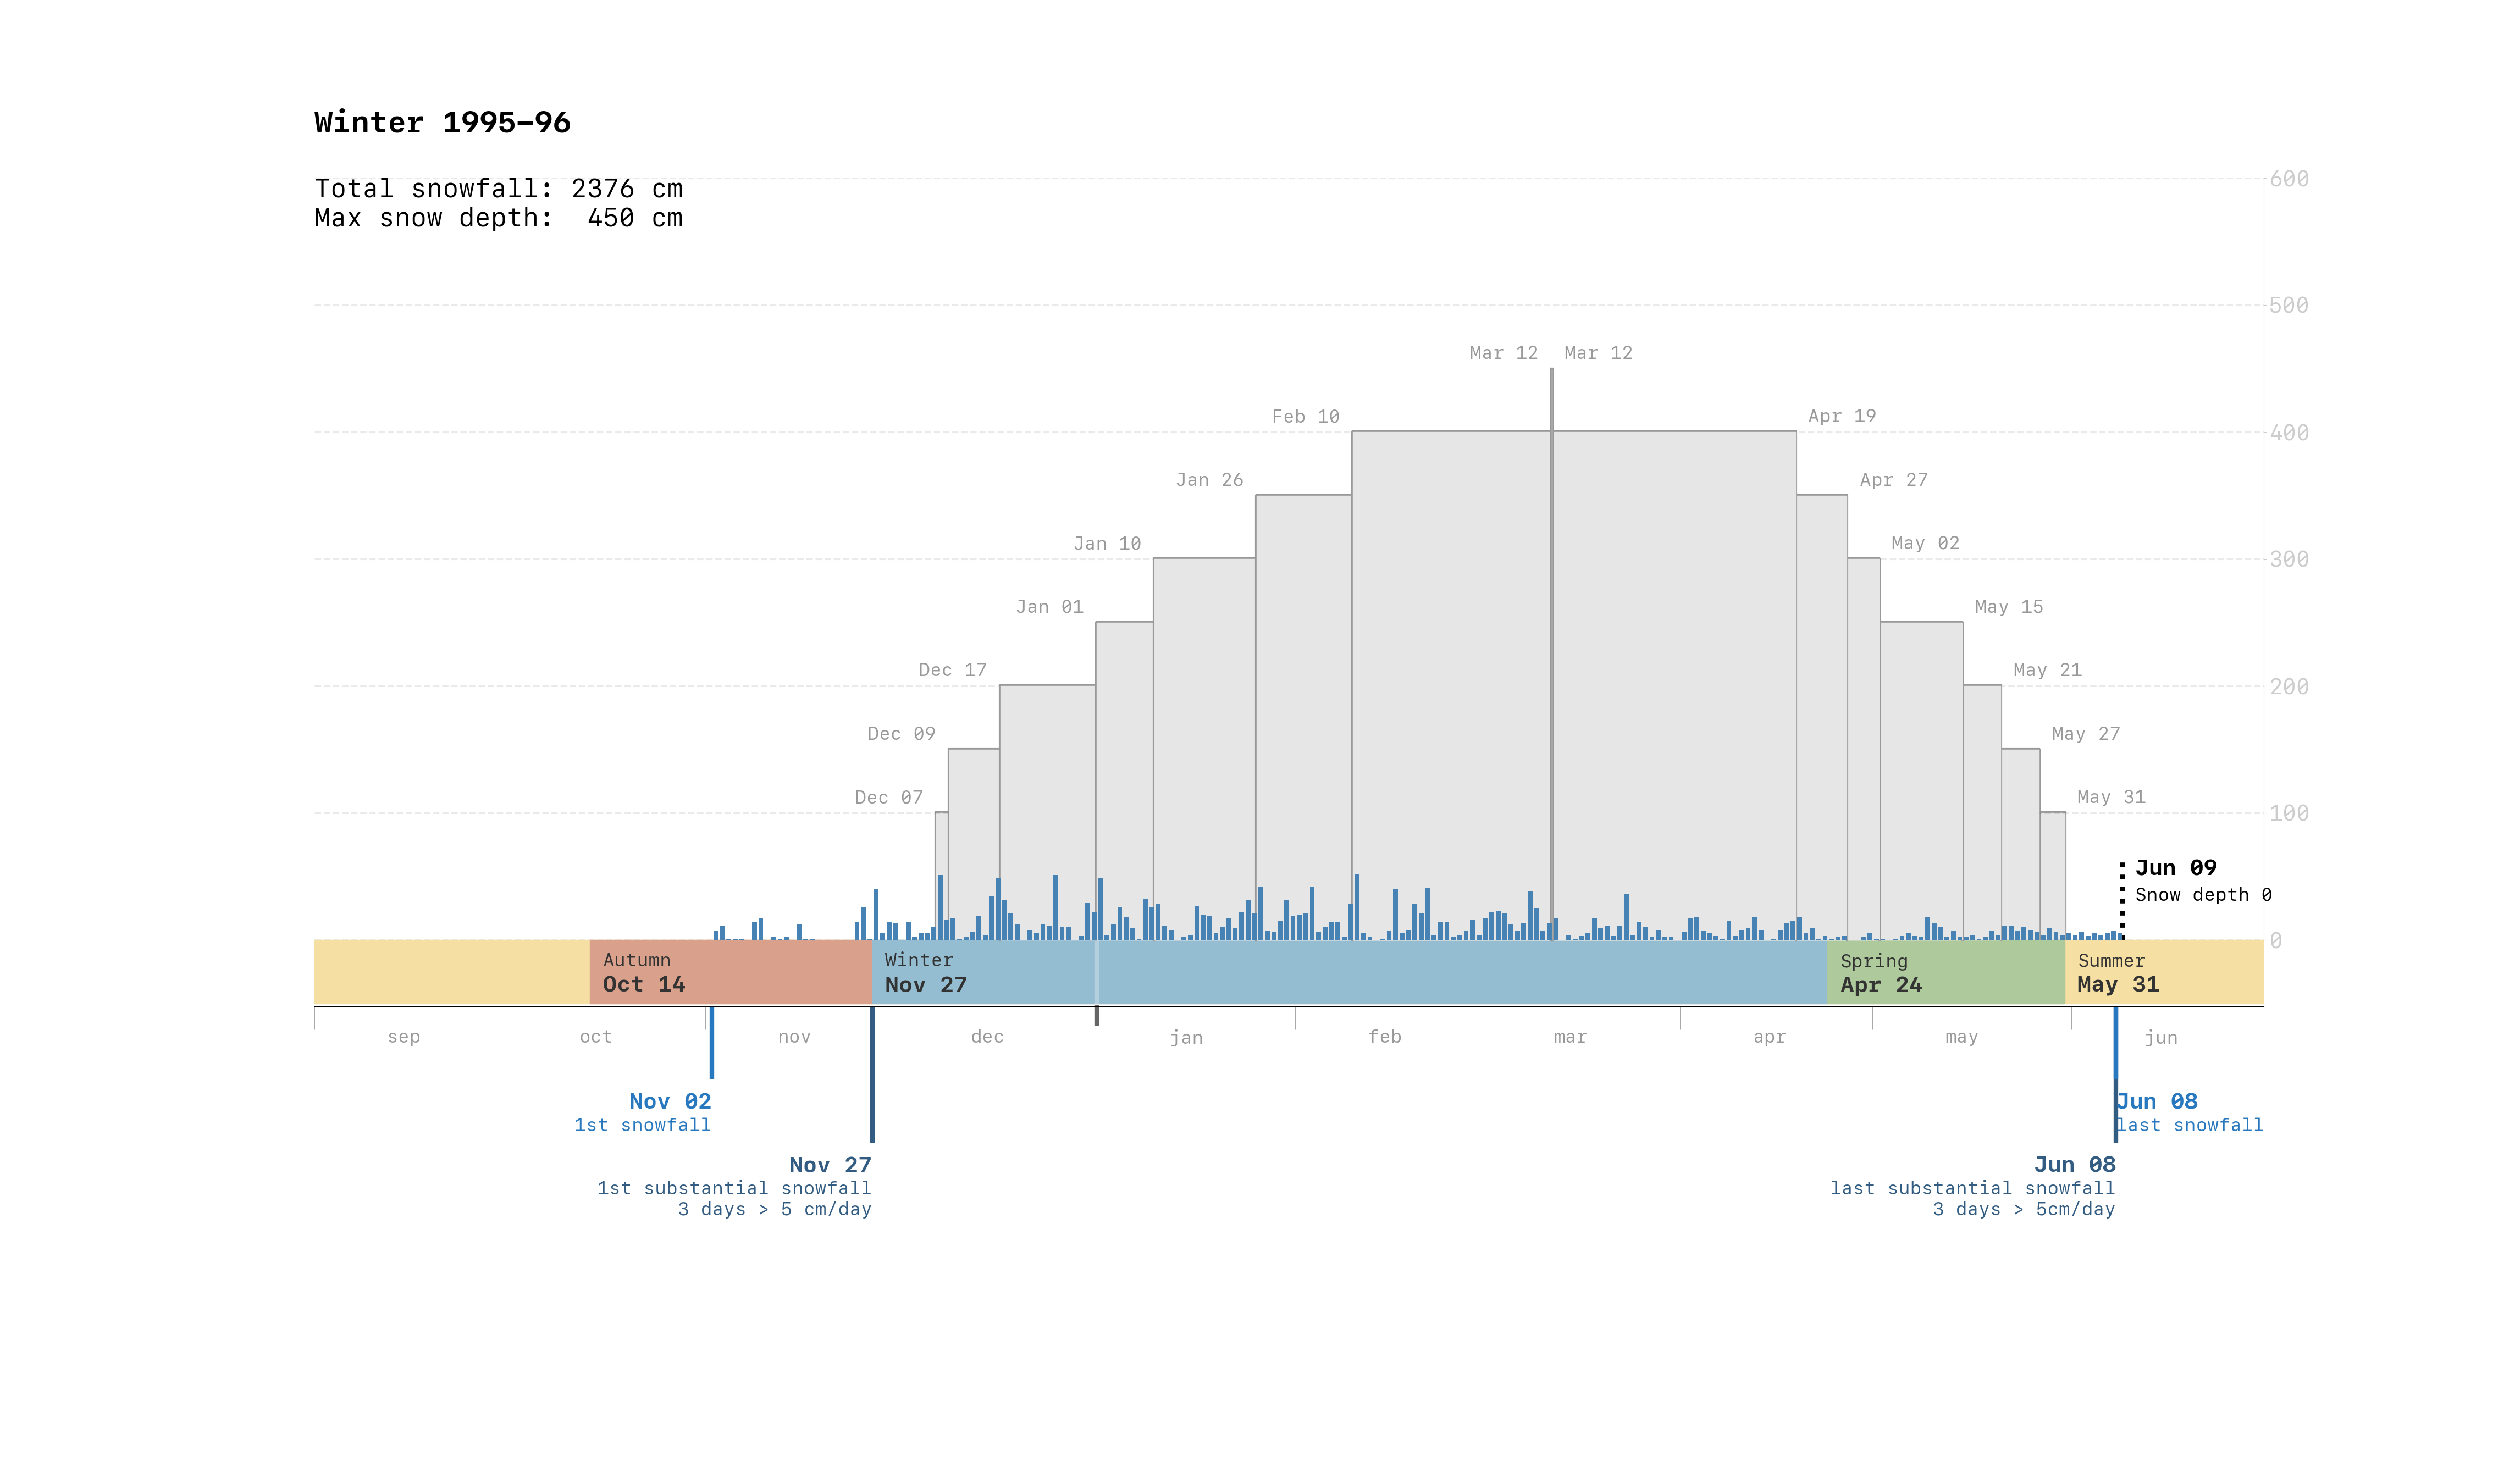 Winter 1995–96
Total snowfall: 2376 cm
Max snow depth:  450 cm
600
500
Mar 12 Mar 12
Feb 10
Apr 19
400
Jan 26
Apr 27
Jan 10
May 02
300
Jan 01
May 15
Dec 17
May 21
200
Dec 09
May 27
Dec 07
May 31
100
Jun 09
Snow depth 0
0
Autumn
Oct 14
Winter
Nov 27
Spring
Apr 24
Summer
May 31
sep oct nov dec jan feb mar apr may jun
Nov 02
1st snowfall
Jun 08
last snowfall
Nov 27
1st substantial snowfall
3 days > 5 cm/day
Jun 08
last substantial snowfall
3 days > 5cm/day